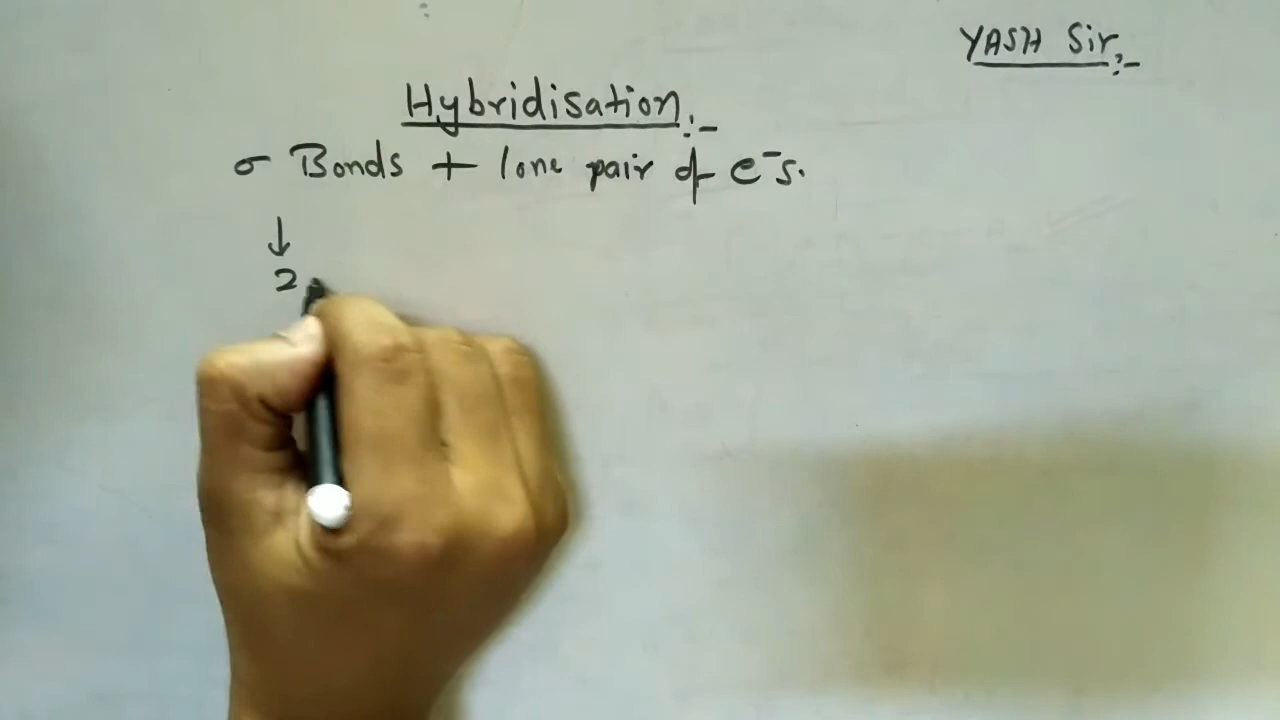 YASH Sir:-
Hybridisation:-
σ Bonds + lone pair of e⁻s.
↓
2